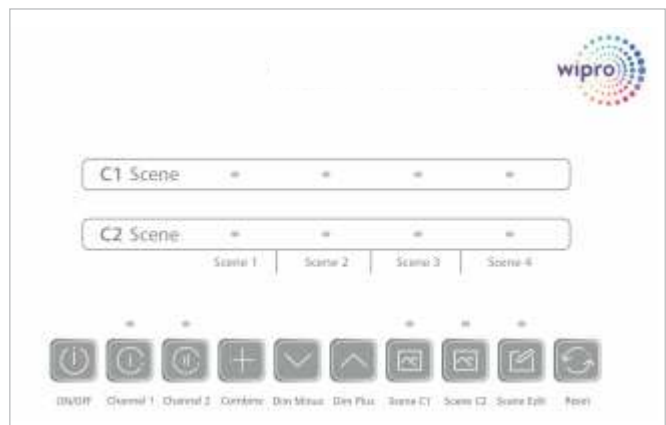 wipro
C1 Scene
C2 Scene
Scene 1 Scene 2 Scene 3 Scene 4
ON/OFF Channel 1 Channel 2 Combine Dim Minus Dim Plus Scene C1 Scene C2 Scene Edit Reset